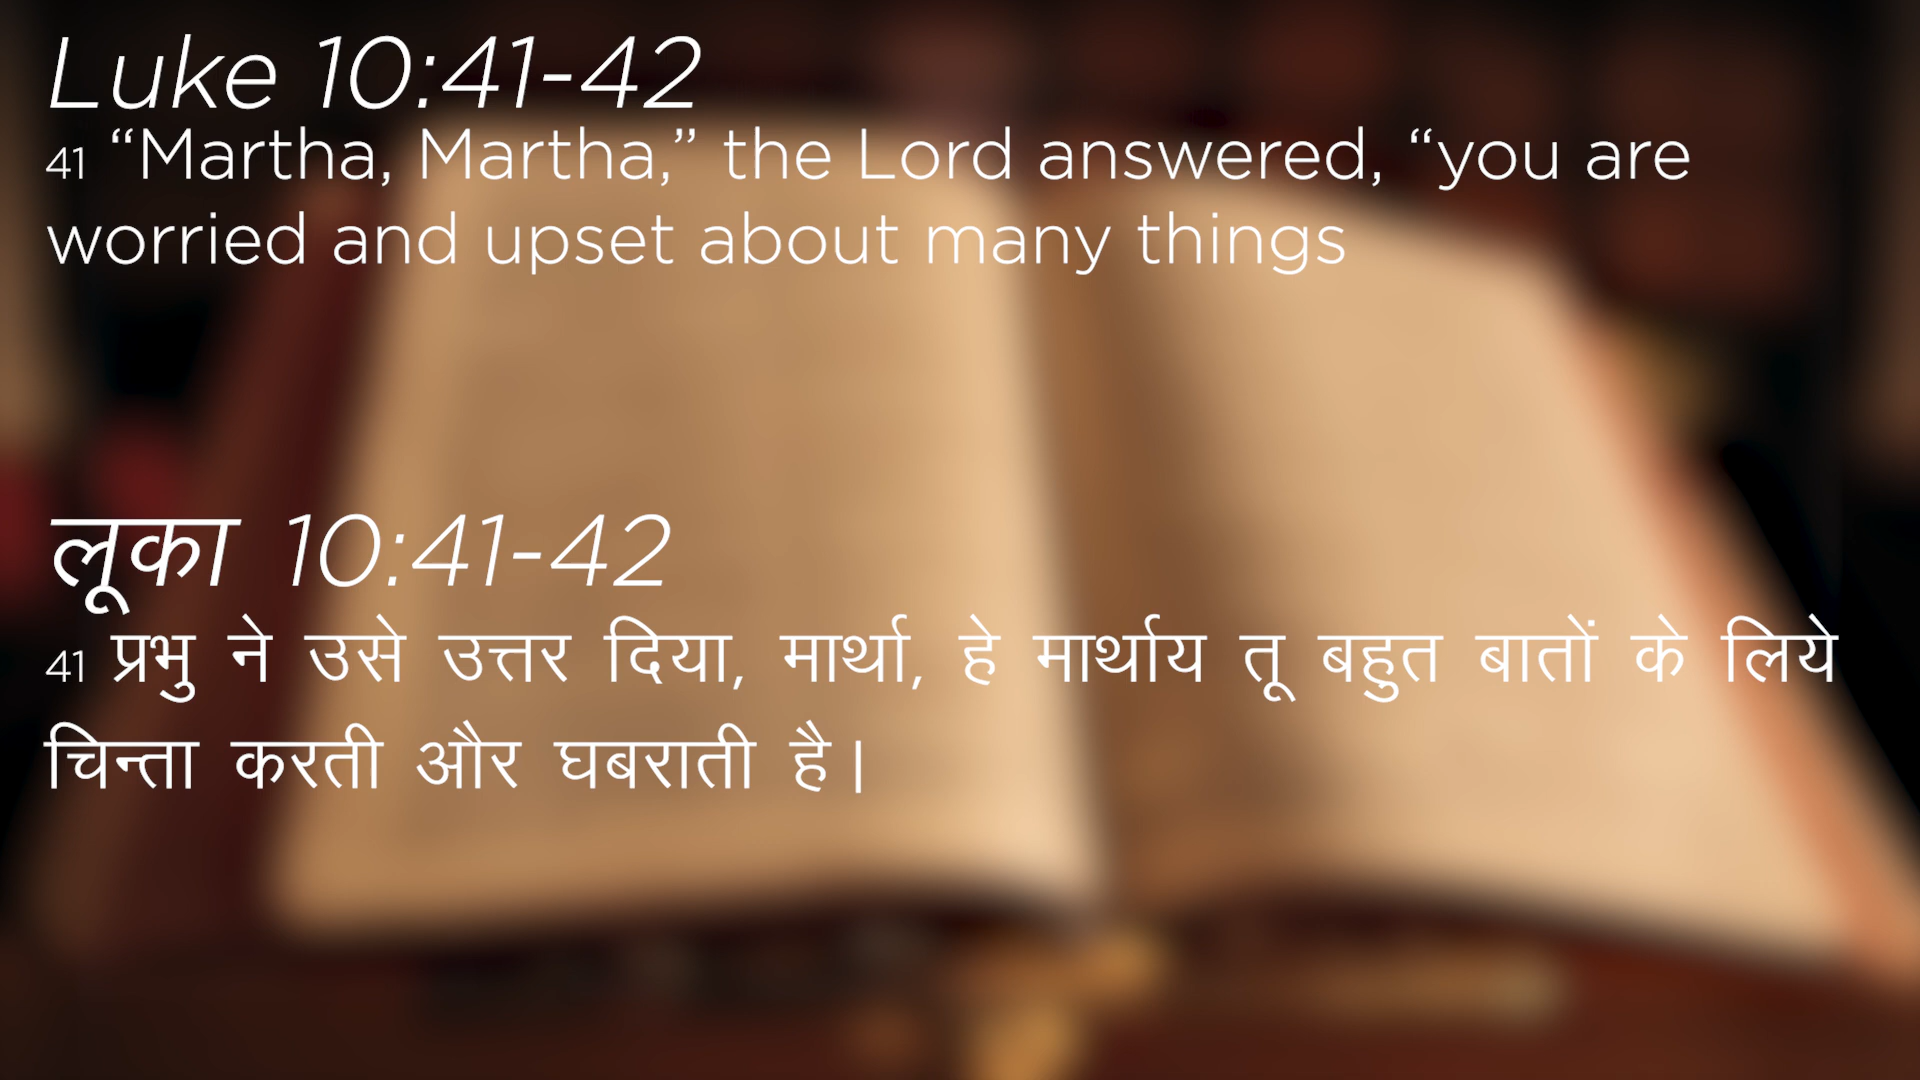 Luke 10:41-42
41 “Martha, Martha,” the Lord answered, “you are
worried and upset about many things
लूका 10:41-42
41 प्रभु ने उसे उत्तर दिया, मार्था, हे मार्थाय तू बहुत बातों के लिये
चिन्ता करती और घबराती है।